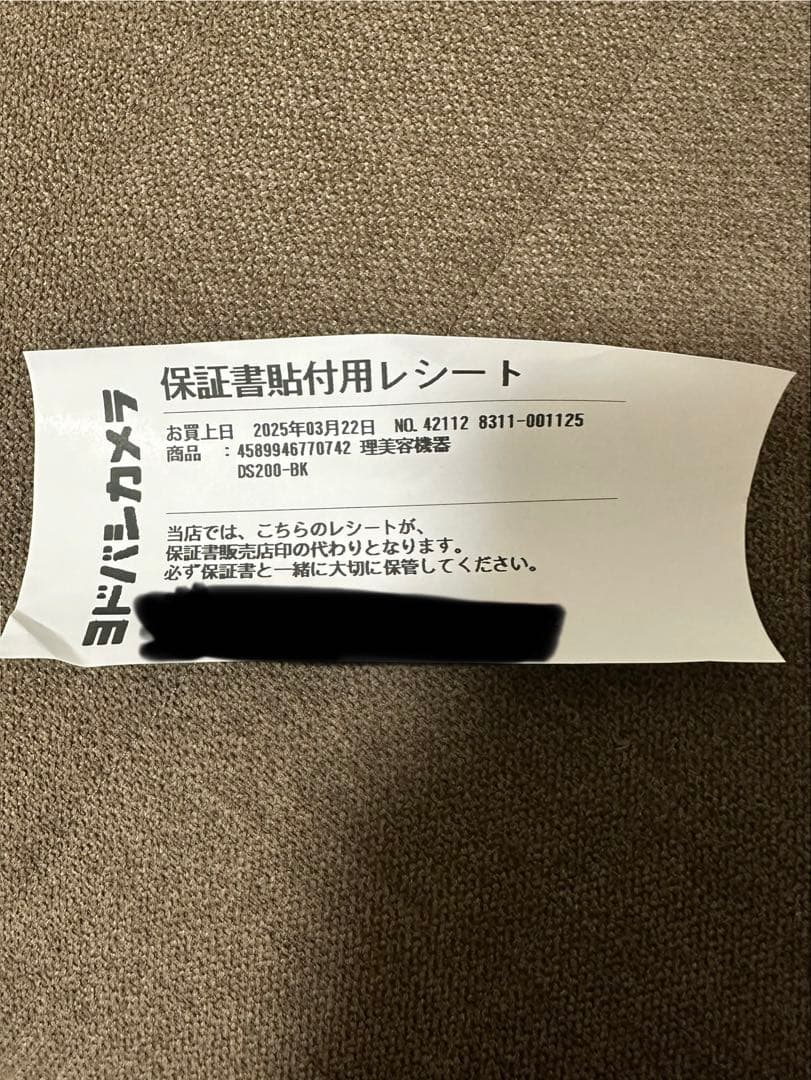 ヨドバシカメラ
保証書貼付用レシート
お買上日 2025年03月22日 NO. 42112 8311-001125
商品 : 4589946770742 理美容機器
DS200-BK
当店では、こちらのレシートが、
保証書販売店印の代わりとなります。
必ず保証書と一緒に大切に保管してください。